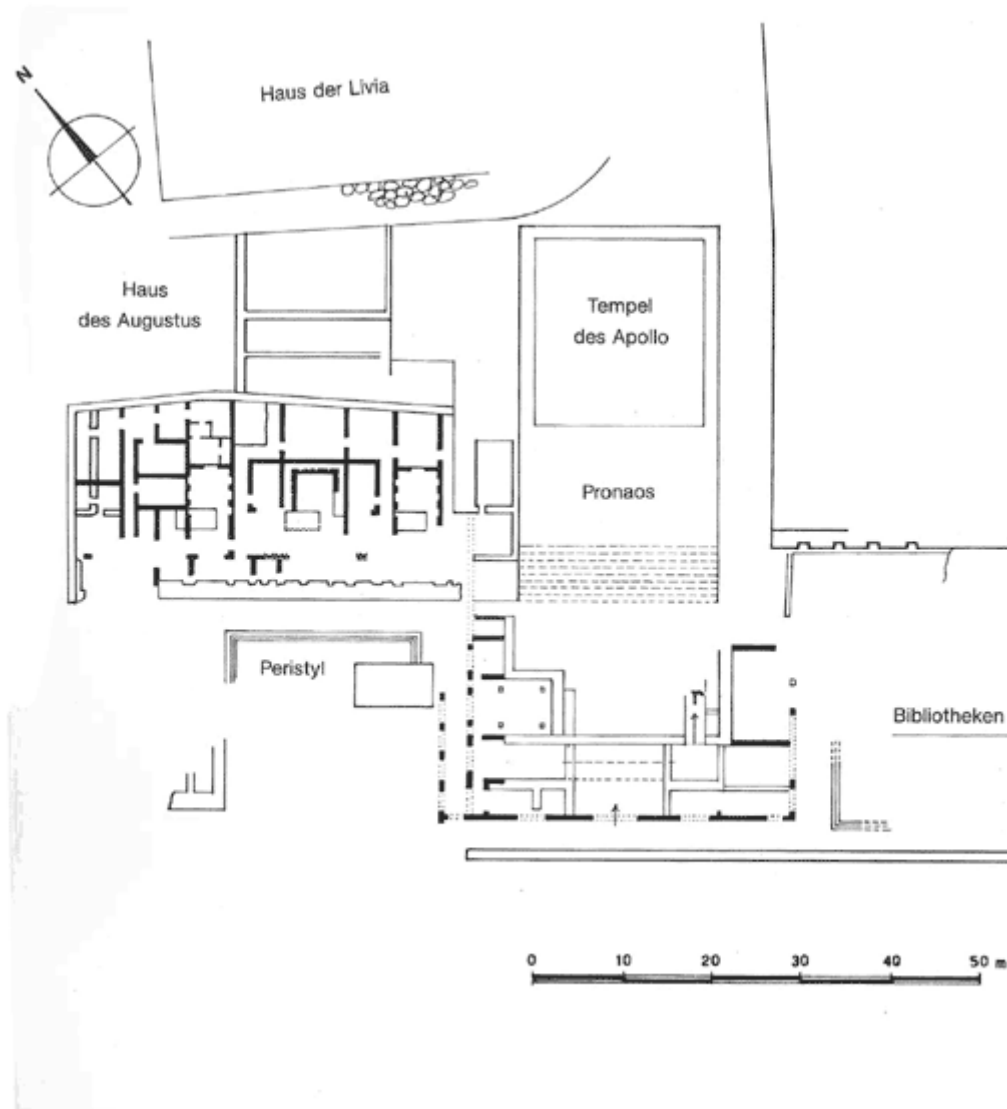 N
Haus der Livia
Haus
des Augustus
Tempel
des Apollo
Pronaos
Peristyl
Bibliotheken
0 10 20 30 40 50 m